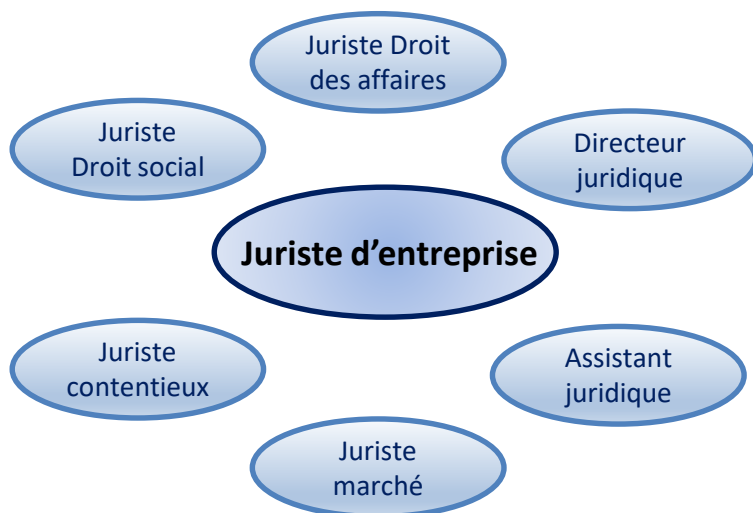 Juriste Droit
des affaires
Juriste
Droit social
Directeur
juridique
Juriste d’entreprise
Juriste
contentieux
Assistant
juridique
Juriste
marché